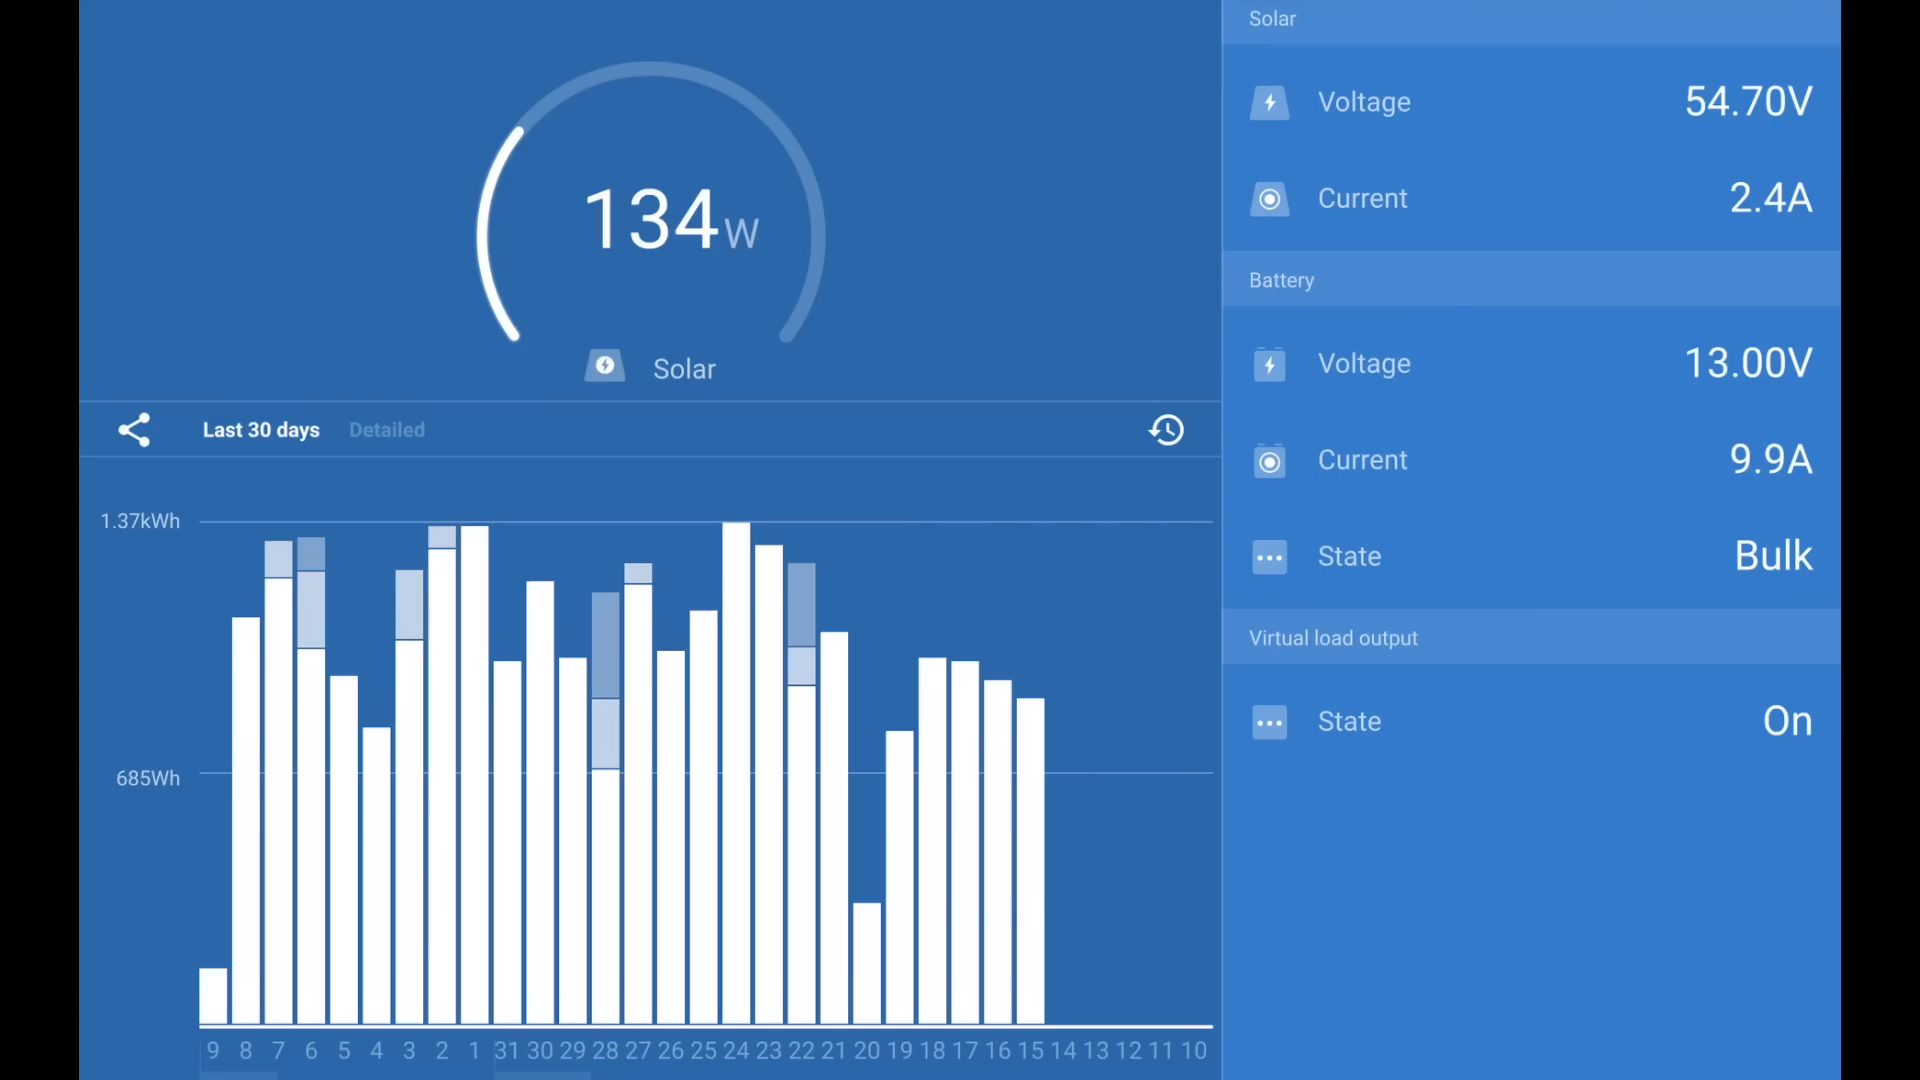 134W
Solar
Last 30 days Detailed
1.37kWh
685Wh
9 8 7 6 5 4 3 2 1 31 30 29 28 27 26 25 24 23 22 21 20 19 18 17 16 15 14 13 12 11 10
Solar
Voltage 54.70V
Current 2.4A
Battery
Voltage 13.00V
Current 9.9A
State Bulk
Virtual load output
State On